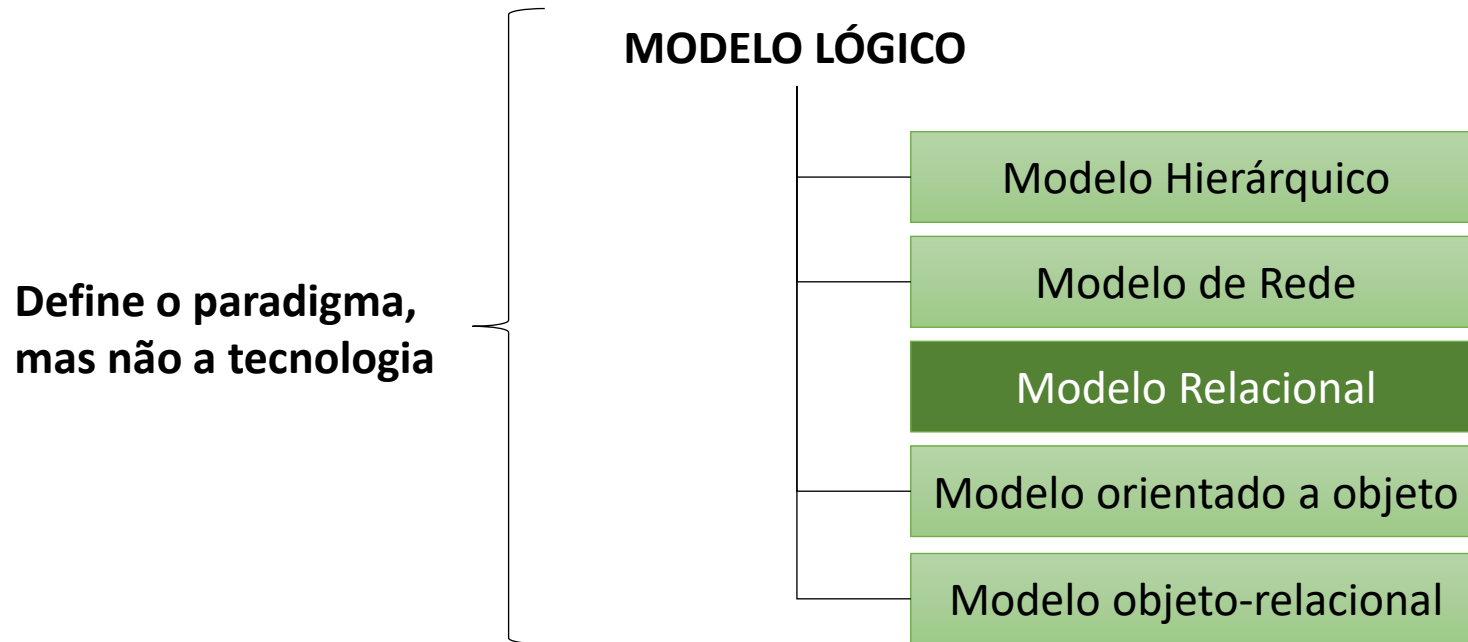 MODELO LÓGICO
Modelo Hierárquico
Modelo de Rede
Define o paradigma,
mas não a tecnologia
Modelo Relacional
Modelo orientado a objeto
Modelo objeto-relacional